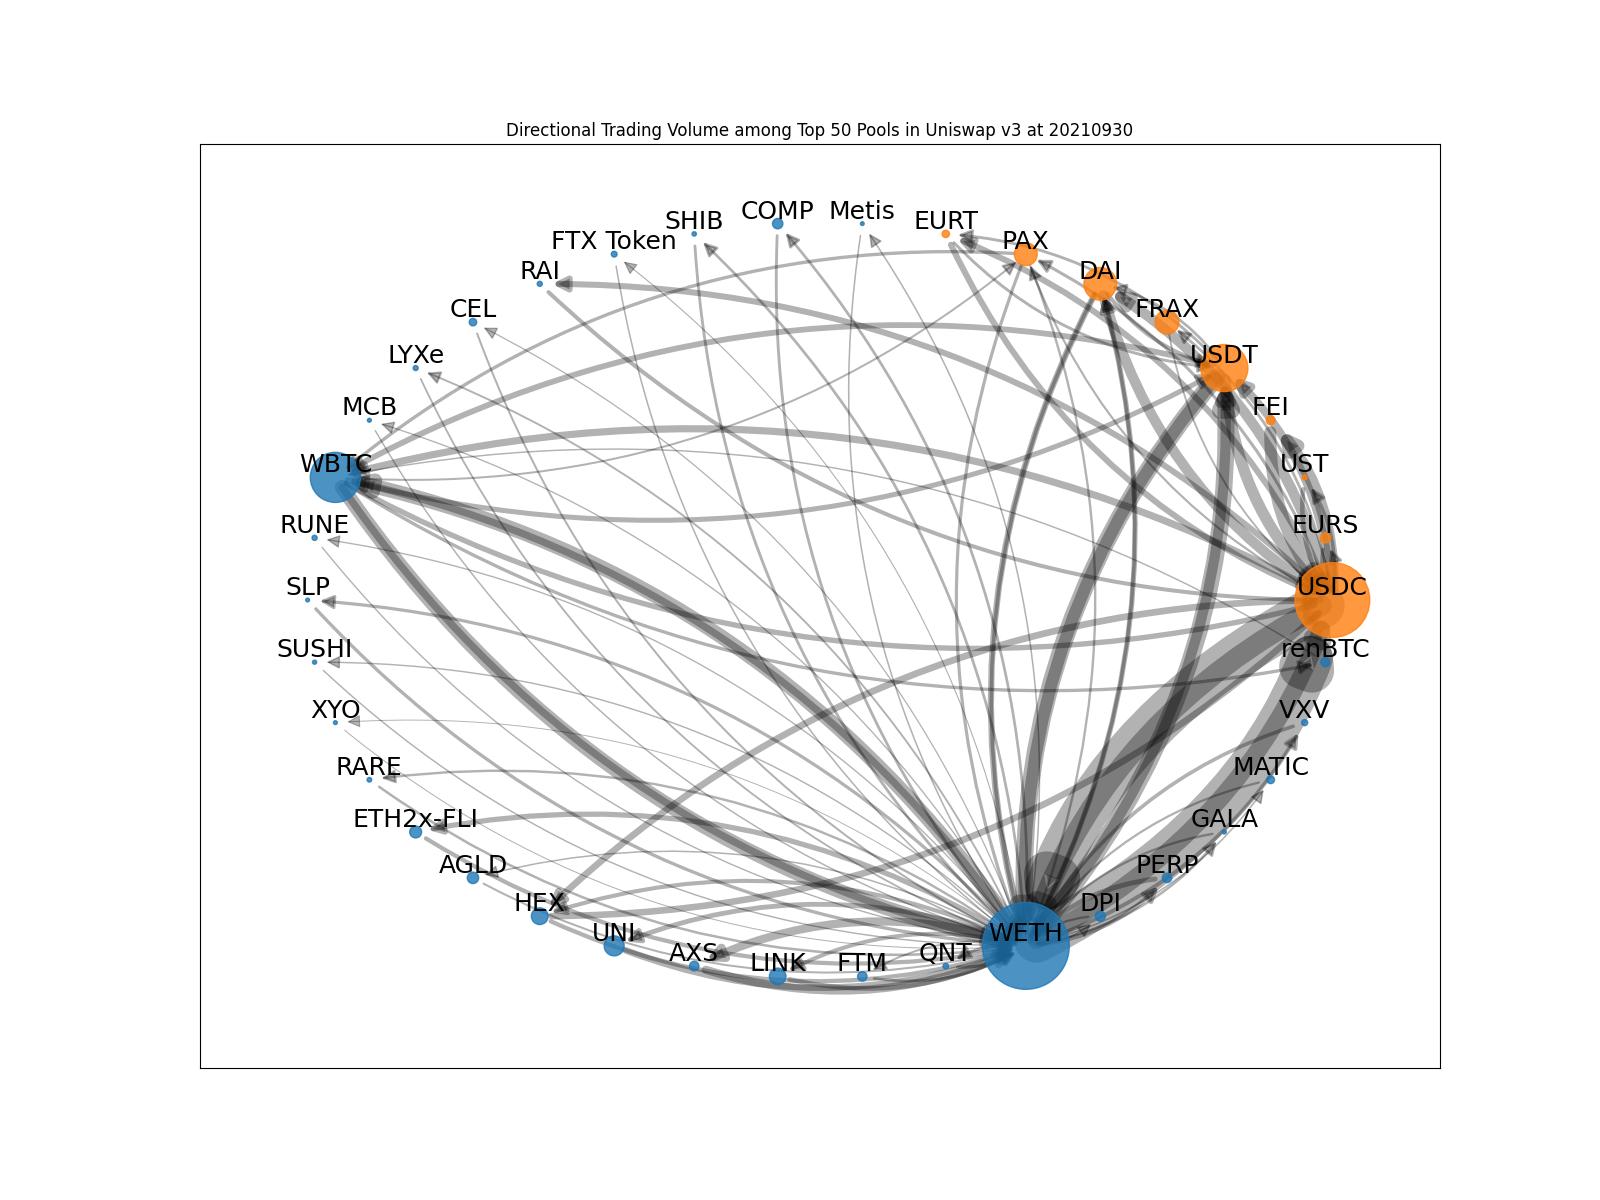 Directional Trading Volume among Top 50 Pools in Uniswap v3 at 20210930
COMP
Metis
SHIB
EURT
FTX Token
PAX
RAI
DAI
CEL
FRAX
LYXe
USDT
MCB
FEI
WBTC
UST
RUNE
EURS
SLP
USDC
SUSHI
renBTC
XYO
VXV
RARE
MATIC
ETH2x-FLI
GALA
AGLD
PERP
HEX
DPI
UNI
WETH
AXS
QNT
LINK
FTM